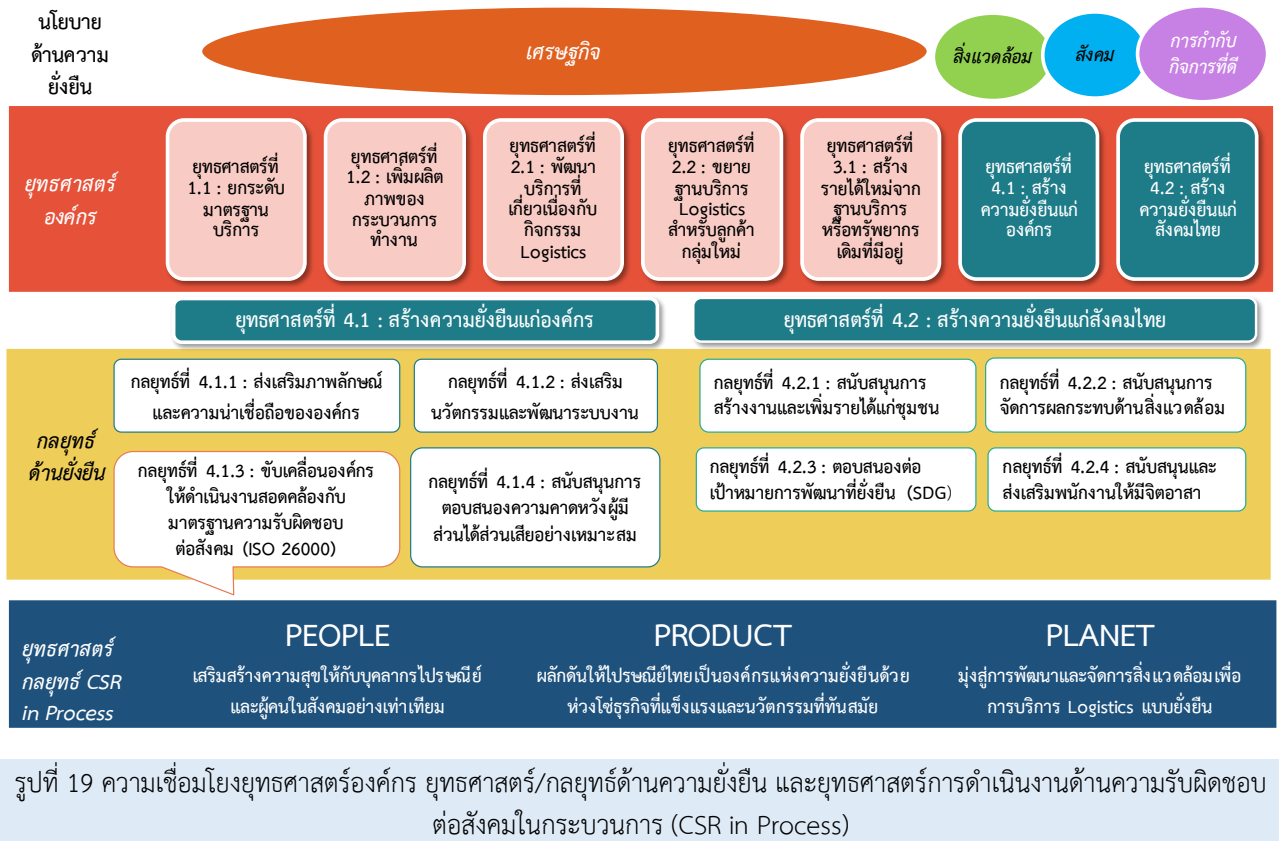 นโยบาย
ด้านความ
ยั่งยืน
เศรษฐกิจ
สิ่งแวดล้อม
สังคม
การกำกับ
กิจการที่ดี
ยุทธศาสตร์
องค์กร
ยุทธศาสตร์ที่
1.1 : ยกระดับ
มาตรฐาน
บริการ
ยุทธศาสตร์ที่
1.2 : เพิ่มผลิต
ภาพของ
กระบวนการ
ทำงาน
ยุทธศาสตร์ที่
2.1 : พัฒนา
บริการที่
เกี่ยวเนื่องกับ
กิจกรรม
Logistics
ยุทธศาสตร์ที่
2.2 : ขยาย
ฐานบริการ
Logistics
สำหรับลูกค้า
กลุ่มใหม่
ยุทธศาสตร์ที่
3.1 : สร้าง
รายได้ใหม่จาก
ฐานบริการ
หรือทรัพยากร
เดิมที่มีอยู่
ยุทธศาสตร์ที่
4.1 : สร้าง
ความยั่งยืนแก่
องค์กร
ยุทธศาสตร์ที่
4.2 : สร้าง
ความยั่งยืนแก่
สังคมไทย
ยุทธศาสตร์ที่ 4.1 : สร้างความยั่งยืนแก่องค์กร
ยุทธศาสตร์ที่ 4.2 : สร้างความยั่งยืนแก่สังคมไทย
กลยุทธ์
ด้านยั่งยืน
กลยุทธ์ที่ 4.1.1 : ส่งเสริมภาพลักษณ์
และความน่าเชื่อถือขององค์กร
กลยุทธ์ที่ 4.1.2 : ส่งเสริม
นวัตกรรมและพัฒนาระบบงาน
กลยุทธ์ที่ 4.2.1 : สนับสนุนการ
สร้างงานและเพิ่มรายได้แก่ชุมชน
กลยุทธ์ที่ 4.2.2 : สนับสนุนการ
จัดการผลกระทบด้านสิ่งแวดล้อม
กลยุทธ์ที่ 4.1.3 : ขับเคลื่อนองค์กร
ให้ดำเนินงานสอดคล้องกับ
มาตรฐานความรับผิดชอบ
ต่อสังคม (ISO 26000)
กลยุทธ์ที่ 4.1.4 : สนับสนุนการ
ตอบสนองความคาดหวังผู้มี
ส่วนได้ส่วนเสียอย่างเหมาะสม
กลยุทธ์ที่ 4.2.3 : ตอบสนองต่อ
เป้าหมายการพัฒนาที่ยั่งยืน (SDG)
กลยุทธ์ที่ 4.2.4 : สนับสนุนและ
ส่งเสริมพนักงานให้มีจิตอาสา
ยุทธศาสตร์
กลยุทธ์ CSR
in Process
PEOPLE
เสริมสร้างความสุขให้กับบุคลากรไปรษณีย์
และผู้คนในสังคมอย่างเท่าเทียม
PRODUCT
ผลักดันให้ไปรษณีย์ไทยเป็นองค์กรแห่งความยั่งยืนด้วย
ห่วงโซ่ธุรกิจที่แข็งแรงและนวัตกรรมที่ทันสมัย
PLANET
มุ่งสู่การพัฒนาและจัดการสิ่งแวดล้อมเพื่อ
การบริการ Logistics แบบยั่งยืน
รูปที่ 19 ความเชื่อมโยงยุทธศาสตร์องค์กร ยุทธศาสตร์/กลยุทธ์ด้านความยั่งยืน และยุทธศาสตร์การดำเนินงานด้านความรับผิดชอบ
ต่อสังคมในกระบวนการ (CSR in Process)